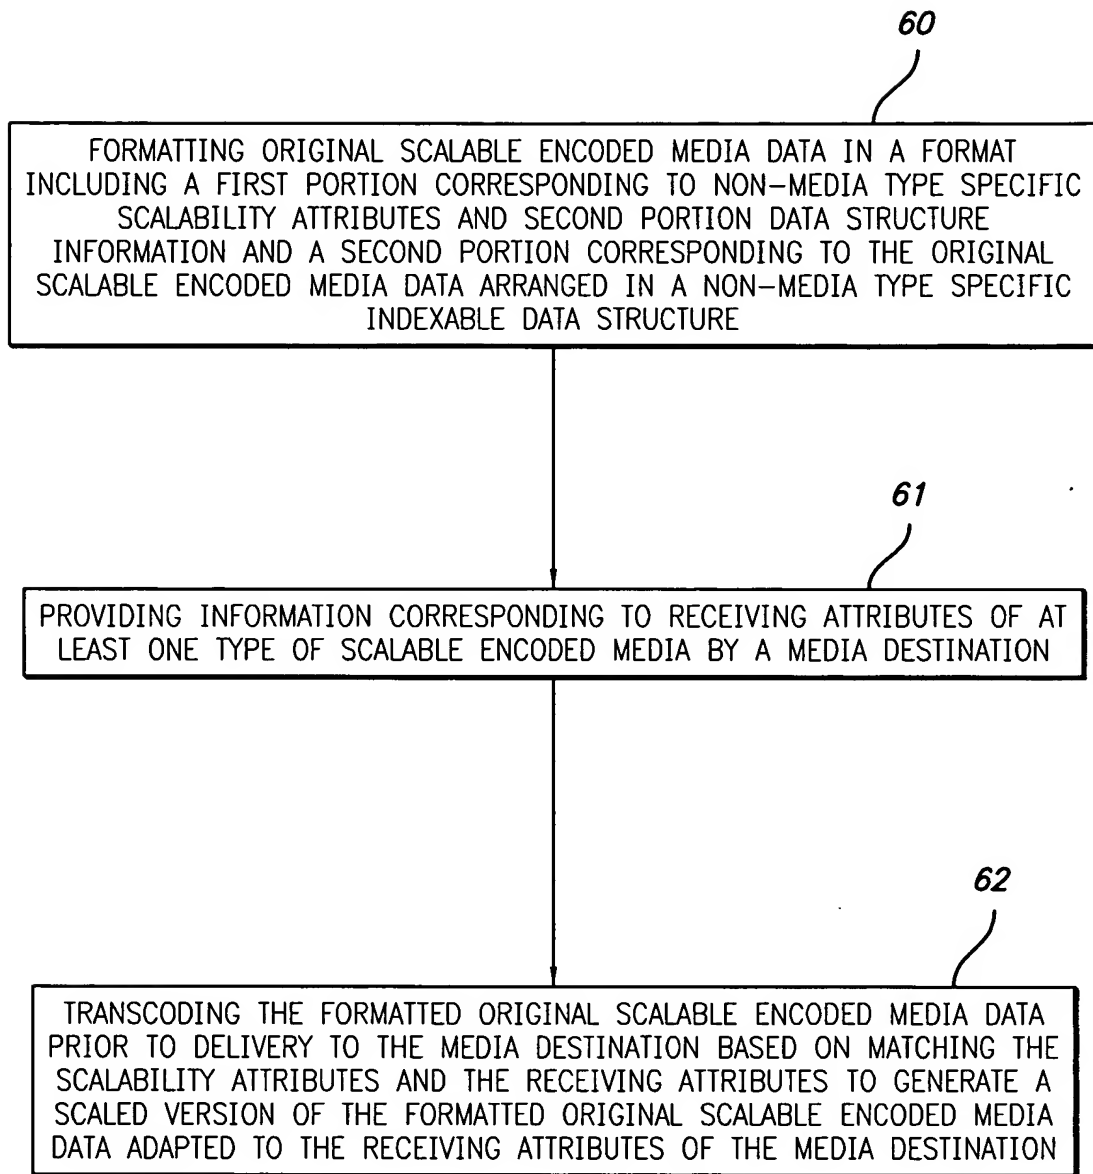 60
FORMATTING ORIGINAL SCALABLE ENCODED MEDIA DATA IN A FORMAT
INCLUDING A FIRST PORTION CORRESPONDING TO NON-MEDIA TYPE SPECIFIC
SCALABILITY ATTRIBUTES AND SECOND PORTION DATA STRUCTURE
INFORMATION AND A SECOND PORTION CORRESPONDING TO THE ORIGINAL
SCALABLE ENCODED MEDIA DATA ARRANGED IN A NON-MEDIA TYPE SPECIFIC
INDEXABLE DATA STRUCTURE
61
PROVIDING INFORMATION CORRESPONDING TO RECEIVING ATTRIBUTES OF AT
LEAST ONE TYPE OF SCALABLE ENCODED MEDIA BY A MEDIA DESTINATION
62
TRANSCODING THE FORMATTED ORIGINAL SCALABLE ENCODED MEDIA DATA
PRIOR TO DELIVERY TO THE MEDIA DESTINATION BASED ON MATCHING THE
SCALABILITY ATTRIBUTES AND THE RECEIVING ATTRIBUTES TO GENERATE A
SCALED VERSION OF THE FORMATTED ORIGINAL SCALABLE ENCODED MEDIA
DATA ADAPTED TO THE RECEIVING ATTRIBUTES OF THE MEDIA DESTINATION